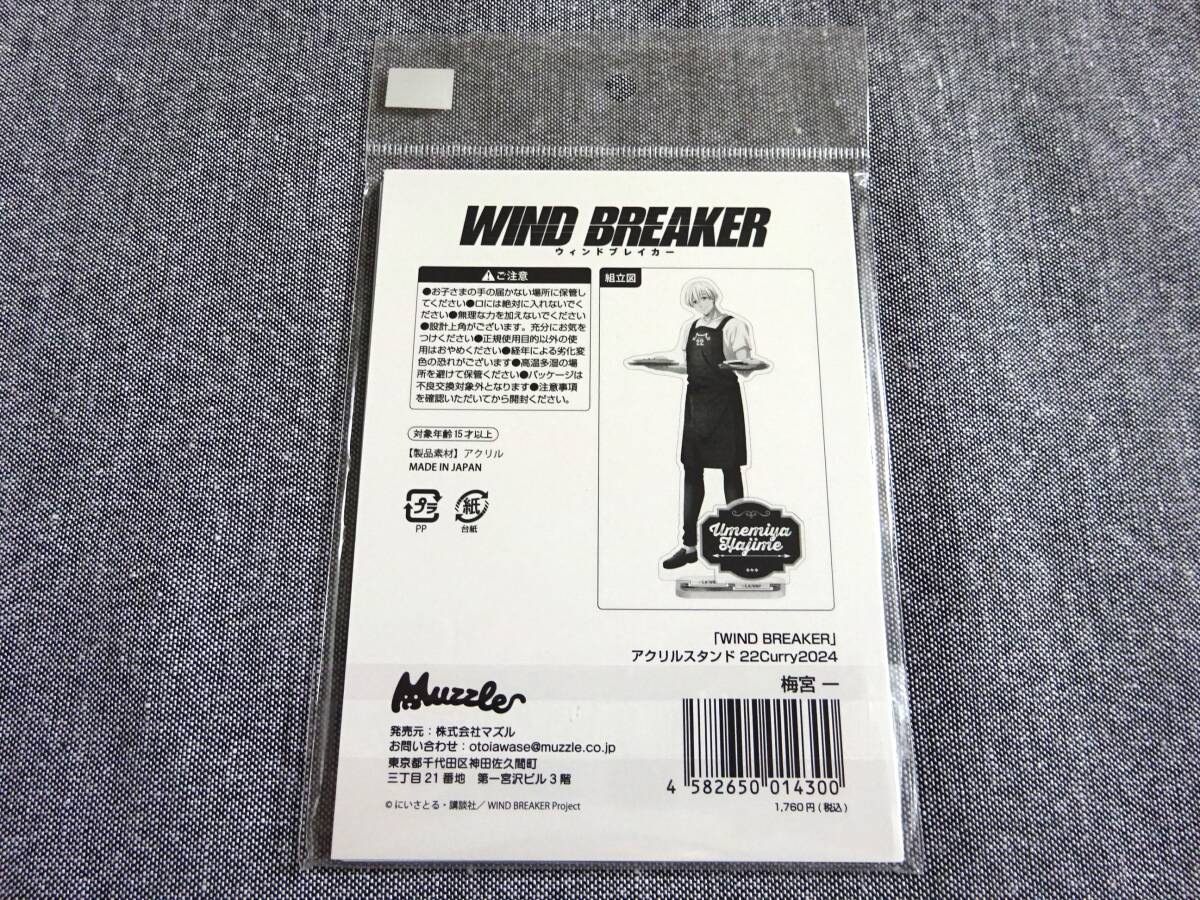 WIND BREAKER
ウィンドブレイカー
⚠ご注意
●お子さまの手の届かない場所に保管し
てください●口には絶対に入れないでく
ださい●無理な力を加えないでください
●設計上角がございます。充分にお気を
つけください●正規使用目的以外の使
用はおやめください●経年による劣化変
色の恐れがございます●高温多湿の場
所を避けて保管ください●パッケージは
不良交換対象外となります●注意事項
を確認いただいてから開封ください。
対象年齢15才以上
【製品素材】アクリル
MADE IN JAPAN
プラ
PP
紙
台紙
組立図
22
Umemiya
Hajime
「WIND BREAKER」
アクリルスタンド 22Curry2024
梅宮 一
Muzzle
発売元：株式会社マズル
お問い合わせ：otoiawase@muzzle.co.jp
東京都千代田区神田佐久間町
三丁目21番地 第一宮沢ビル3階
© にいさとる・講談社／ WIND BREAKER Project
4 582650 014300
1,760円（税込）